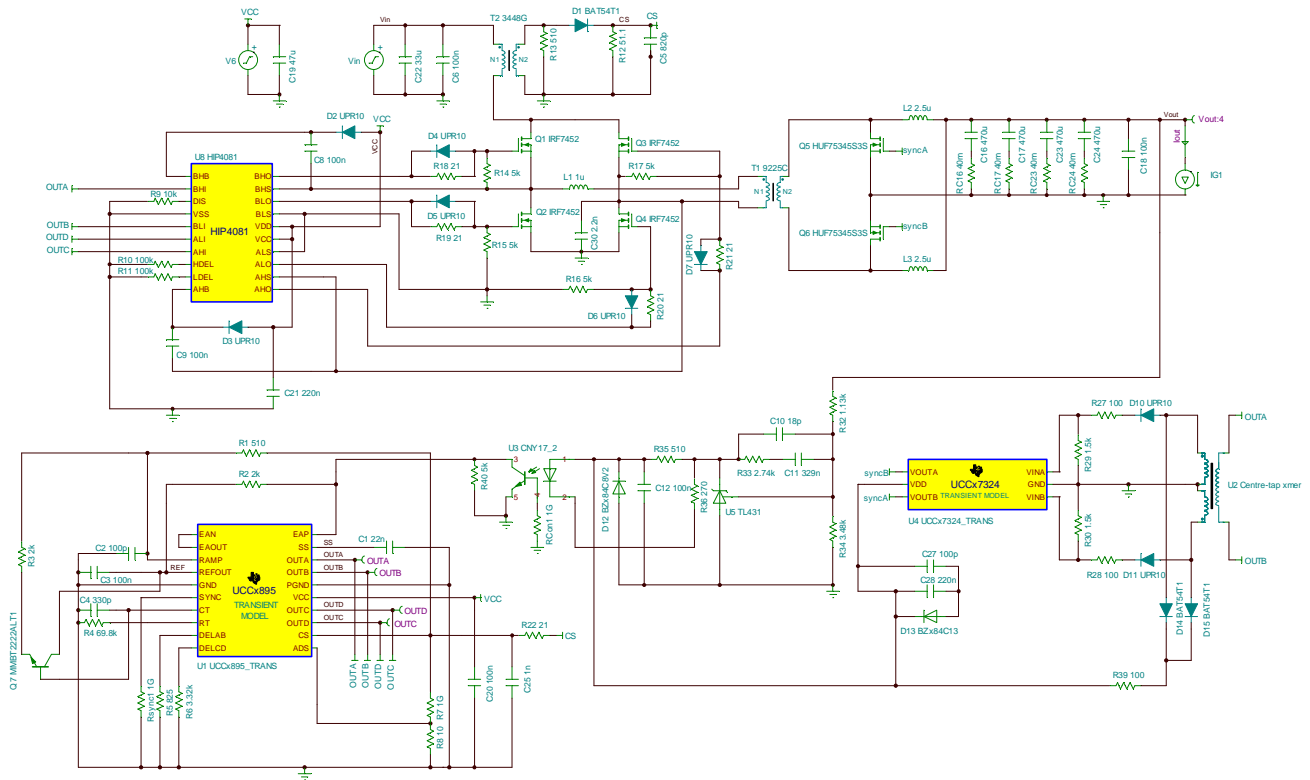 VCC
V6
C19 47u
Vin
Vin
C22 33u
C6 100n
T2 3448G
N1
N2
R13 510
D1 BAT54T1
CS
R12 51.1
CS
C5 820p
D2 UPR10
VCC
VCC
C8 100n
U8 HIP4081
HIP4081
BHB
BHI
DIS
VSS
BLI
ALI
AHI
HDEL
LDEL
AHB
BHO
BHS
BLO
BLS
VDD
VCC
ALS
ALO
AHS
AHO
OUTA
R9 10k
OUTB
OUTD
OUTC
R10 100k
R11 100k
C9 100n
D3 UPR10
C21 220n
D4 UPR10
R18 21
R14 5k
D5 UPR10
R19 21
R15 5k
Q1 IRF7452
Q2 IRF7452
Q3 IRF7452
R17 5k
L1 1u
Q4 IRF7452
C30 2.2n
R16 5k
D6 UPR10
R20 21
D7 UPR10
R21 21
T1 9225C
N1
N2
Q5 HUF75345S3S
syncA
Q6 HUF75345S3S
syncB
L2 2.5u
L3 2.5u
RC16 40m
C16 470u
RC17 40m
C17 470u
RC23 40m
C23 470u
RC24 40m
C24 470u
C18 100n
Vout
Vout:4
Iout
IG1
R1 510
R2 2k
R3 2k
C2 100p
C3 100n
REF
C4 330p
R4 69.8k
Q7 MMBT2222ALT1
Rsync1 1G
R5 825
R6 3.32k
EAN
EAOUT
RAMP
REFOUT
GND
SYNC
CT
RT
DELAB
DELCD
EAP
SS
OUTA
OUTB
PGND
VCC
OUTC
OUTD
CS
ADS
UCCx895
TRANSIENT
MODEL
U1 UCCx895_TRANS
SS
C1 22n
OUTA
OUTA
OUTB
OUTB
VCC
OUTD
OUTD
OUTC
OUTC
R22 21
CS
OUTA
OUTB
OUTD
OUTC
R7 1G
R8 10
C20 100n
C25 1n
R40 5k
U3 CNY17_2
3
5
4
1
2
RCon1 1G
D12 BZx84C8V2
C12 100n
R35 510
R36 270
U5 TL431
C10 18p
R33 2.74k
C11 329n
R32 1.13k
R34 3.48k
syncB
syncA
VOUTA
VDD
VOUTB
UCCx7324
TRANSIENT MODEL
VINA
GND
VINB
U4 UCCx7324_TRANS
C27 100p
C28 220n
D13 BZx84C13
R27 100
D10 UPR10
R29 1.5k
R30 1.5k
R28 100
D11 UPR10
OUTA
U2 Centre-tap xmer
OUTB
D14 BAT54T1
D15 BAT54T1
R39 100